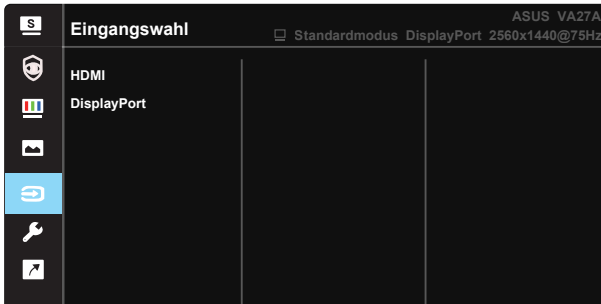 S
ASUS VA27A
Eingangswahl
Standardmodus DisplayPort 2560x1440@75Hz
HDMI
DisplayPort